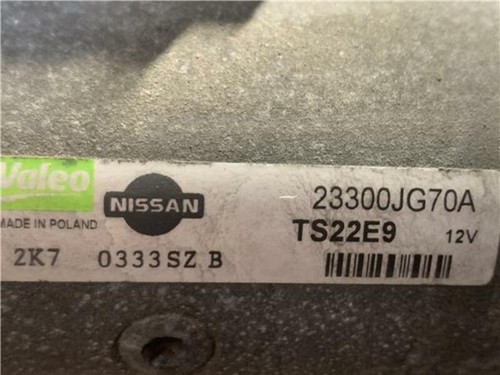 Valeo
MADE IN POLAND
NISSAN
23300JG70A
TS22E9 12V
2K7 0333SZ B